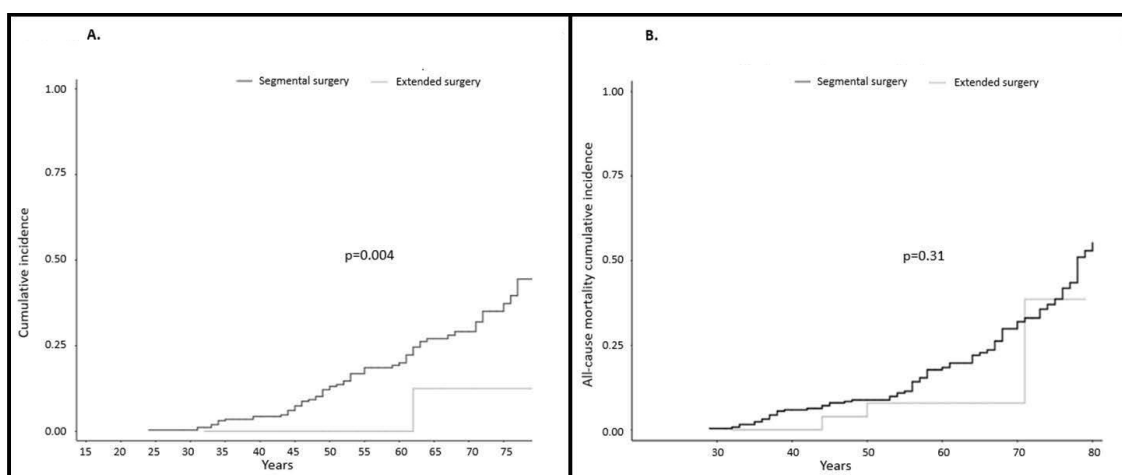 A.
Segmental surgery Extended surgery
1.00
0.75
0.50
0.25
0.00
Cumulative incidence
p=0.004
15 20 25 30 35 40 45 50 55 60 65 70 75
Years
B.
Segmental surgery Extended surgery
1.00
0.75
0.50
0.25
0.00
All-cause mortality cumulative incidence
p=0.31
30 40 50 60 70 80
Years